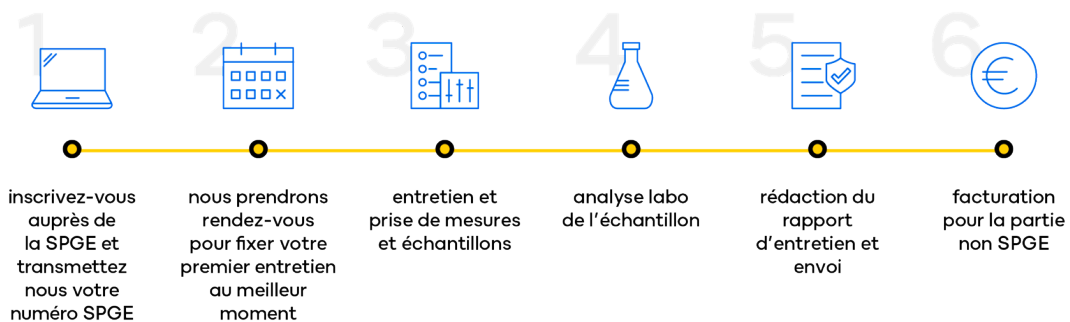 1
inscrivez-vous
auprès de
la SPGE et
transmettez
nous votre
numéro SPGE
2
nous prendrons
rendez-vous
pour fixer votre
premier entretien
au meilleur
moment
3
entretien et
prise de mesures
et échantillons
4
analyse labo
de l'échantillon
5
rédaction du
rapport
d'entretien et
envoi
6
€
facturation
pour la partie
non SPGE